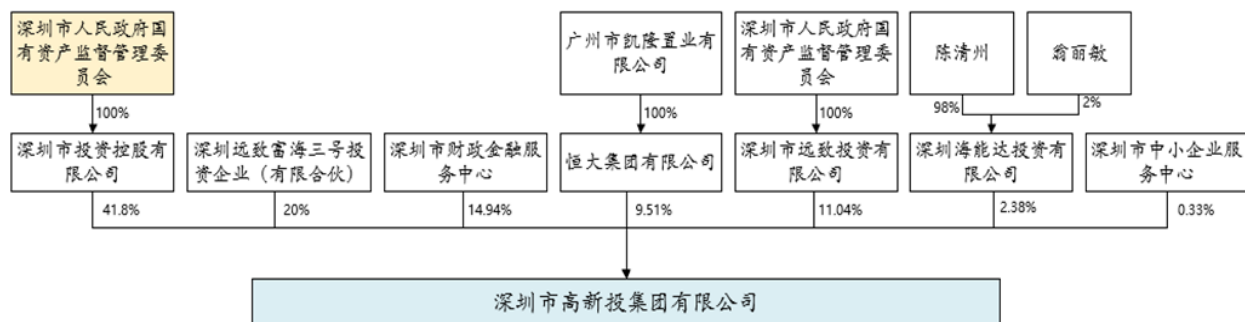 深圳市人民政府国
有资产监督管理委
员会
广州市凯隆置业有
限公司
深圳市人民政府国
有资产监督管理委
员会
陈清州
翁丽敏
100%
100%
100%
98%
2%
深圳市投资控股有
限公司
深圳远致富海三号投
资企业（有限合伙）
深圳市财政金融服
务中心
恒大集团有限公司
深圳市远致投资有
限公司
深圳海能达投资有
限公司
深圳市中小企业服
务中心
41.8%
20%
14.94%
9.51%
11.04%
2.38%
0.33%
深圳市高新投集团有限公司